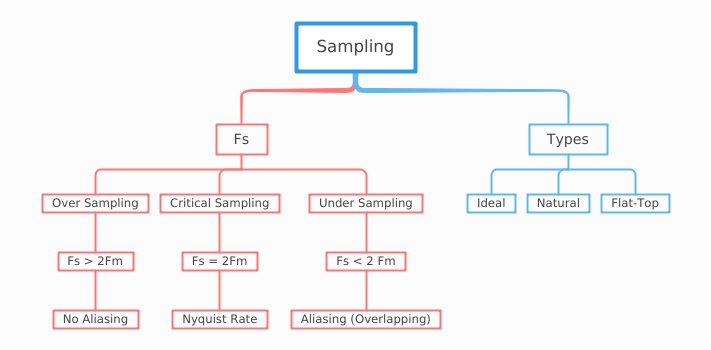 Sampling
Fs
Types
Over Sampling
Critical Sampling
Under Sampling
Ideal
Natural
Flat-Top
Fs > 2Fm
Fs = 2Fm
Fs < 2 Fm
No Aliasing
Nyquist Rate
Aliasing (Overlapping)